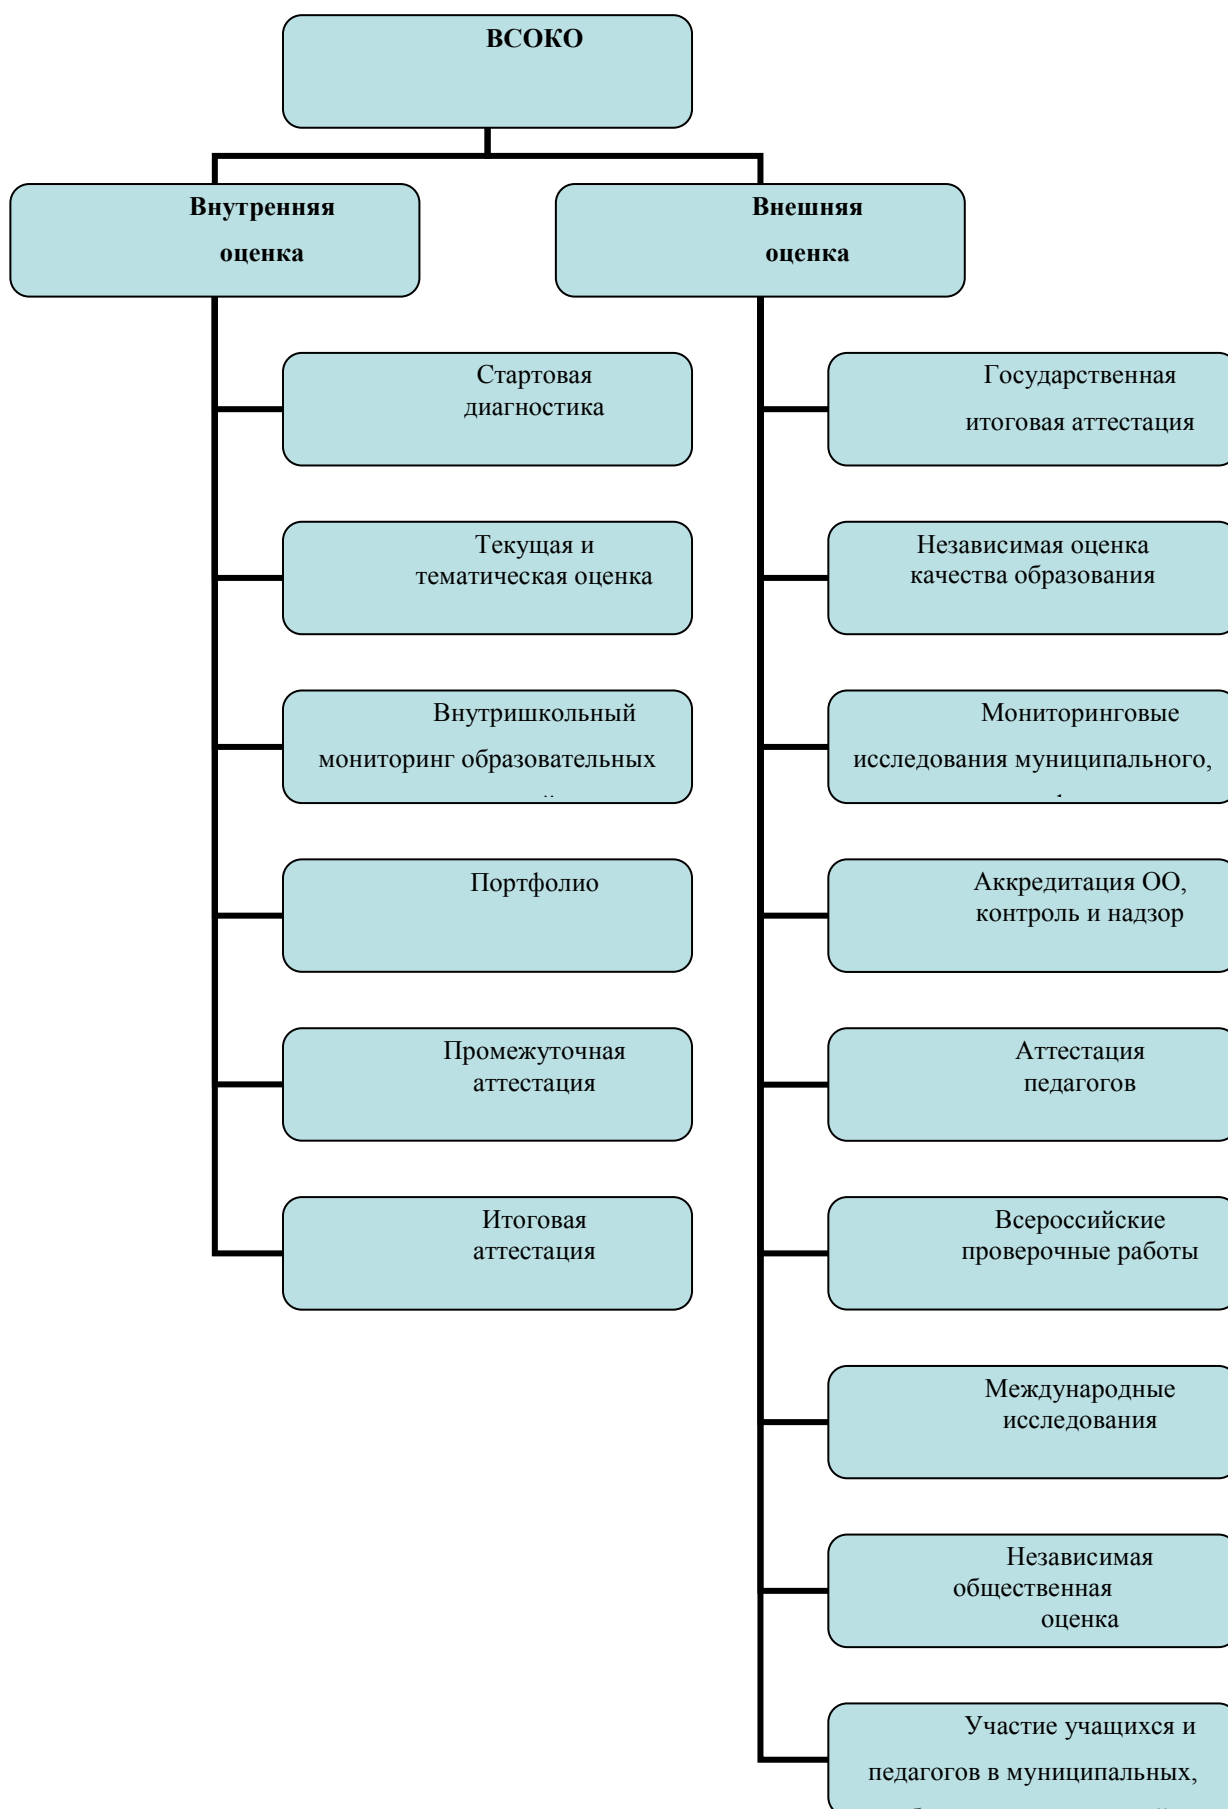 ВСОКО
Внутренняя
оценка
Внешняя
оценка
Стартовая
диагностика
Текущая и
тематическая оценка
Внутришкольный
мониторинг образовательных
Портфолио
Промежуточная
аттестация
Итоговая
аттестация
Государственная
итоговая аттестация
Независимая оценка
качества образования
Мониторинговые
исследования муниципального,
Аккредитация ОО,
контроль и надзор
Аттестация
педагогов
Всероссийские
проверочные работы
Международные
исследования
Независимая
общественная
оценка
Участие учащихся и
педагогов в муниципальных,